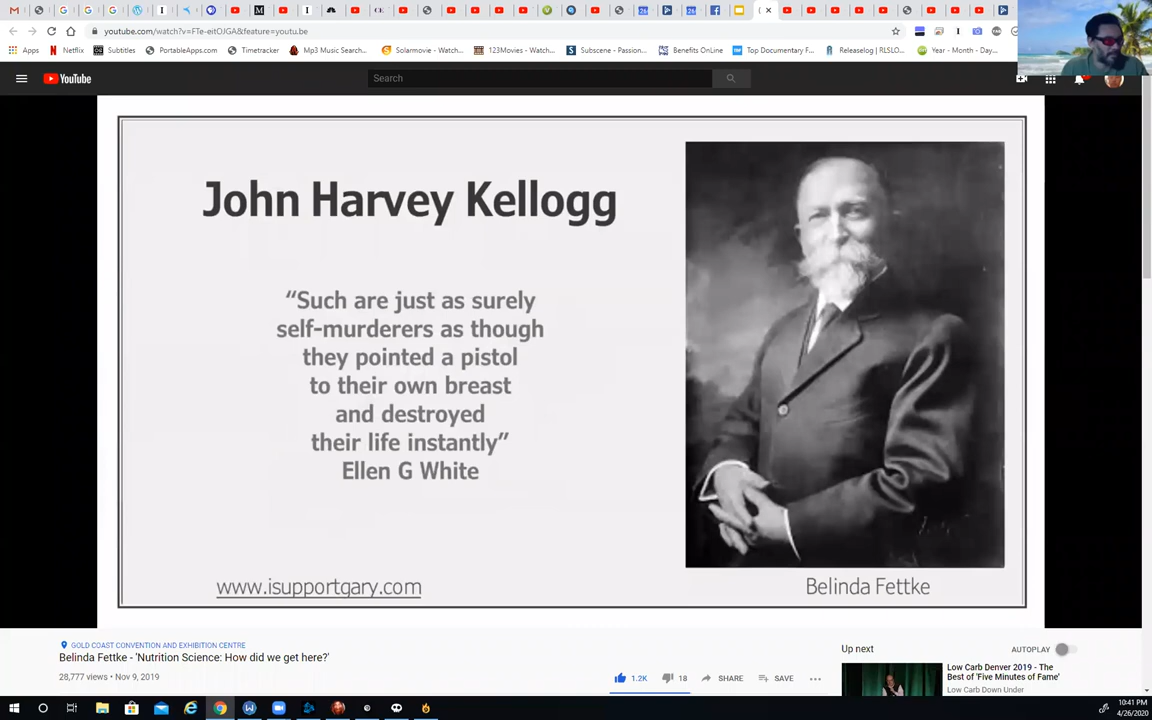 youtube.com/watch?v=FTe-eitOJGA&feature=youtu.be
Apps Netflix Subtitles PortableApps.com Timetracker Mp3 Music Search... Solarmovie - Watch... 123Movies - Watch... Subscene - Passion... Benefits OnLine Top Documentary F... Releaselog | RLSLO... Year - Month - Day...
YouTube
Search
John Harvey Kellogg
“Such are just as surely
self-murderers as though
they pointed a pistol
to their own breast
and destroyed
their life instantly”
Ellen G White
www.isupportgary.com
Belinda Fettke
GOLD COAST CONVENTION AND EXHIBITION CENTRE
Belinda Fettke - 'Nutrition Science: How did we get here?'
28,777 views • Nov 9, 2019
1.2K 18 SHARE SAVE
Up next
AUTOPLAY
Low Carb Denver 2019 - The
Best of 'Five Minutes of Fame'
Low Carb Down Under
10:41 PM
4/26/2020